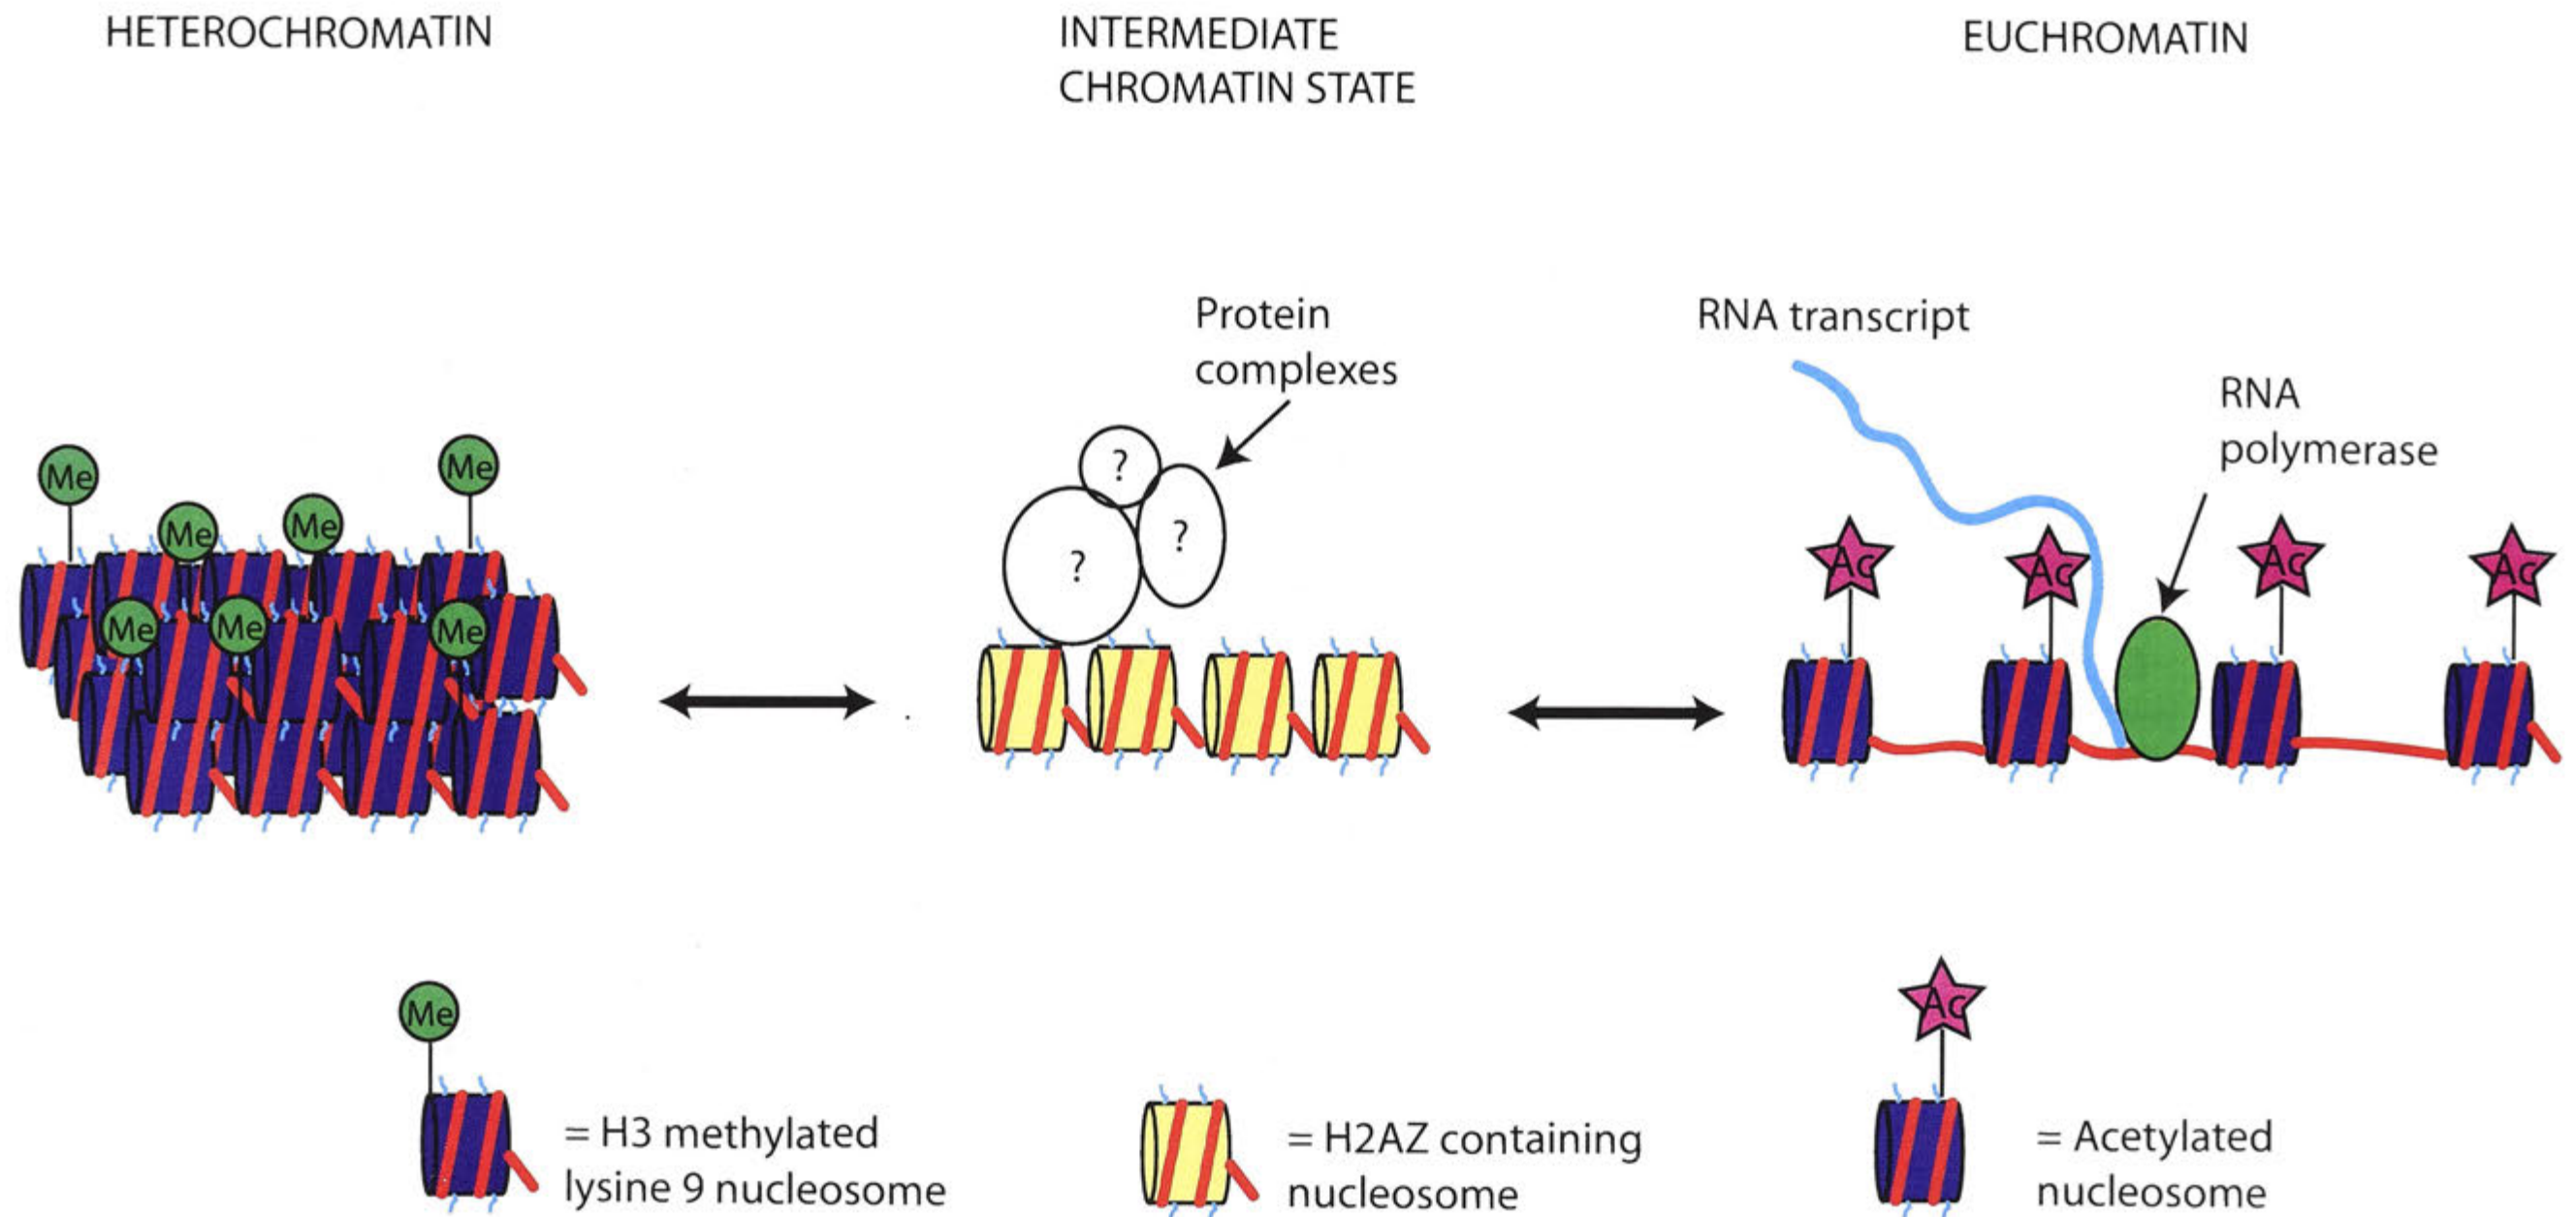 HETEROCHROMATIN
INTERMEDIATE
CHROMATIN STATE
EUCHROMATIN
Protein
complexes
RNA transcript
RNA
polymerase
Me
Me
Me
Me
Me
Me
Me
?
?
?
Ac
Ac
Ac
Ac
Me
= H3 methylated
lysine 9 nucleosome
= H2AZ containing
nucleosome
Ac
= Acetylated
nucleosome